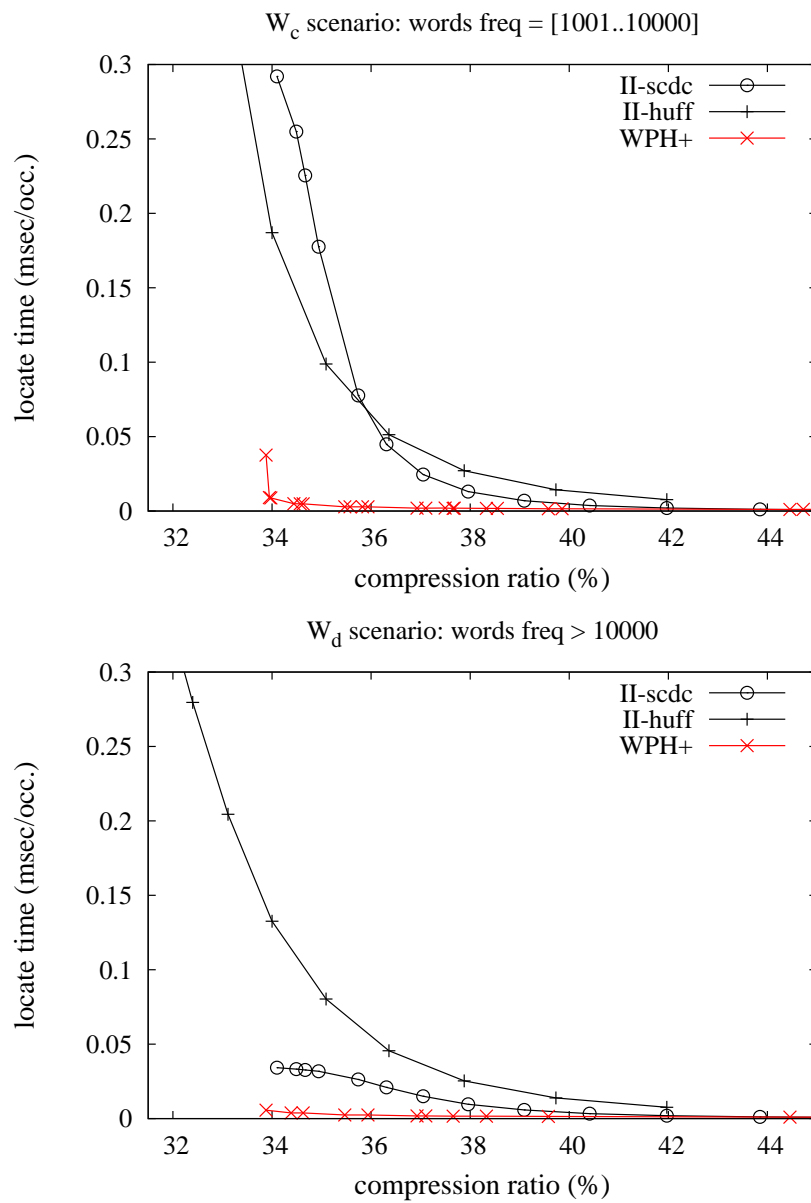 W_c scenario: words freq = [1001..10000]
0.3
0.25
0.2
0.15
0.1
0.05
0
locate time (msec/occ.)
II-scdc
II-huff
WPH+
32 34 36 38 40 42 44
compression ratio (%)
W_d scenario: words freq > 10000
0.3
0.25
0.2
0.15
0.1
0.05
0
locate time (msec/occ.)
II-scdc
II-huff
WPH+
32 34 36 38 40 42 44
compression ratio (%)